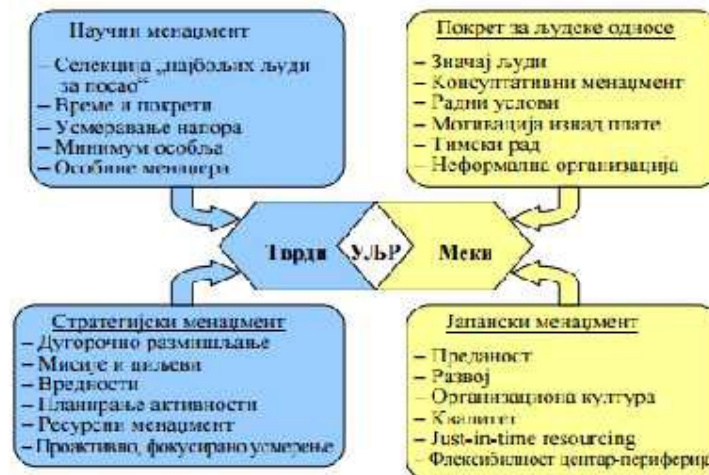 Научни менаџмент
– Селекција „најбољих људи
за посао“
– Време и покрети
– Усмеравање напора
– Минимум особља
– Особине менаџера
Покрет за људске односе
– Значај људи
– Консултативни менаџмент
– Радни услови
– Мотивација изнад плате
– Тимски рад
– Неформална организација
Тврди УЉР Меки
Стратегијски менаџмент
– Дугорочно размишљање
– Мисије и циљеви
– Вредности
– Планирање активности
– Ресурсни менаџмент
– Проактивно, фокусирано усмерење
Јапански менаџмент
– Преданост
– Развој
– Организациона култура
– Квалитет
– Just-in-time resourcing
– Флексибилност центар-периферија